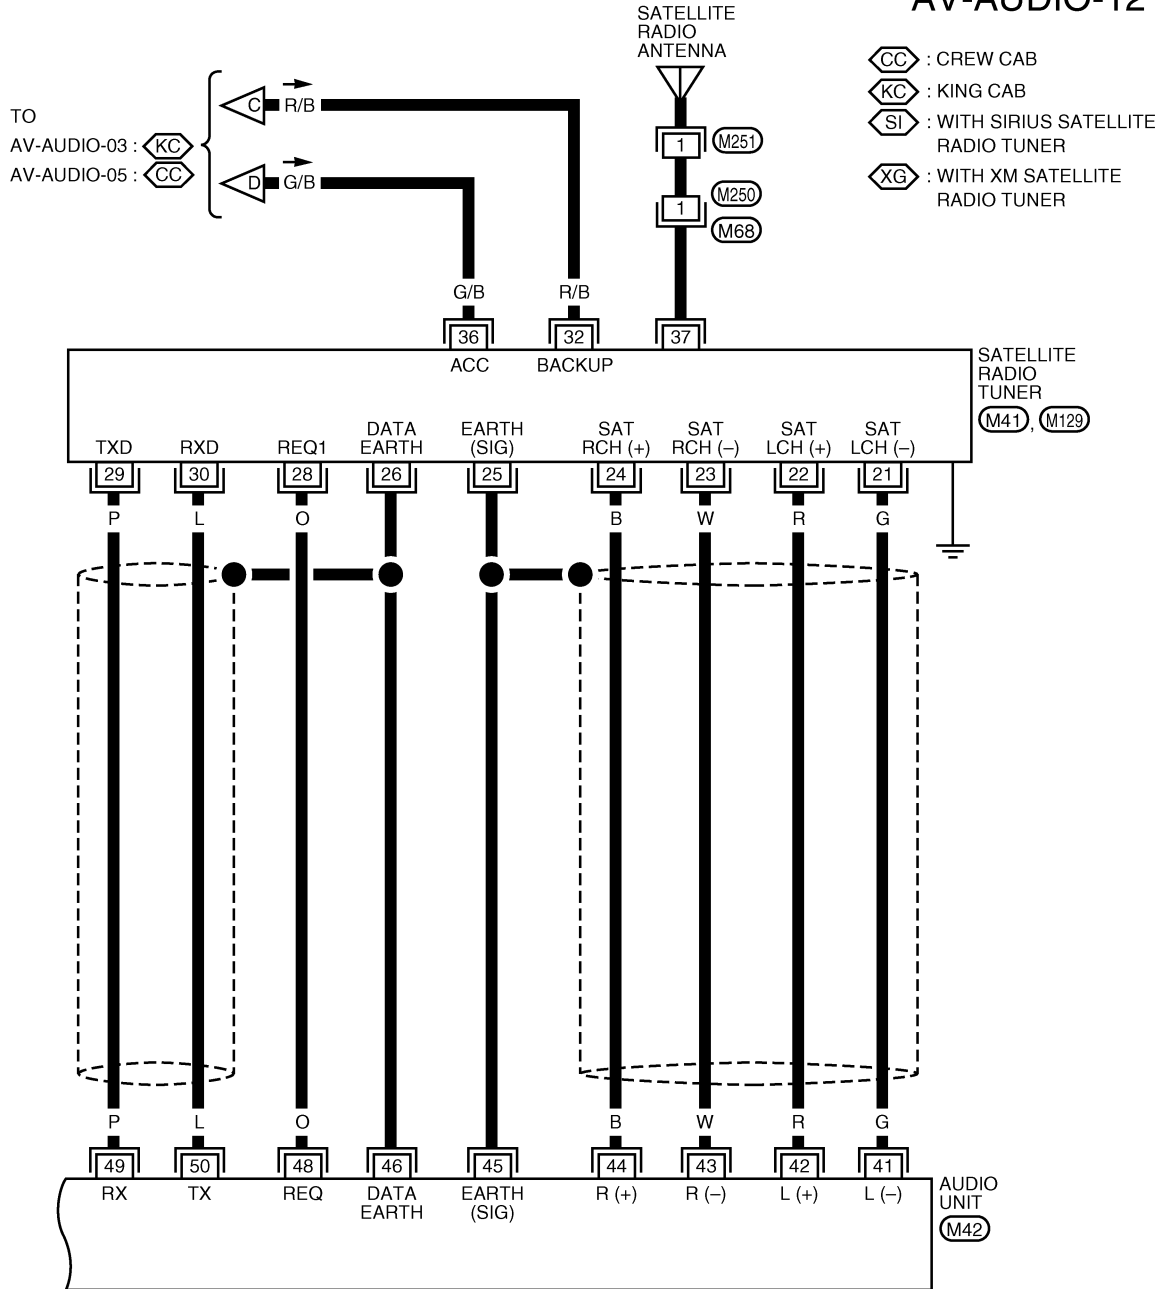 AV-AUDIO-12
SATELLITE
RADIO
ANTENNA
CC : CREW CAB
KC : KING CAB
SI : WITH SIRIUS SATELLITE
RADIO TUNER
XG : WITH XM SATELLITE
RADIO TUNER
TO
AV-AUDIO-03 : KC
AV-AUDIO-05 : CC
C R/B
D G/B
1 M251
1 M250
M68
G/B R/B
36 32 37
ACC BACKUP
SATELLITE
RADIO
TUNER
M41 , M129
TXD RXD REQ1 DATA
EARTH EARTH
(SIG) SAT
RCH (+) SAT
RCH (–) SAT
LCH (+) SAT
LCH (–)
29 30 28 26 25 24 23 22 21
P L O B W R G
P L O B W R G
49 50 48 46 45 44 43 42 41
RX TX REQ DATA
EARTH EARTH
(SIG) R (+) R (–) L (+) L (–)
AUDIO
UNIT
M42